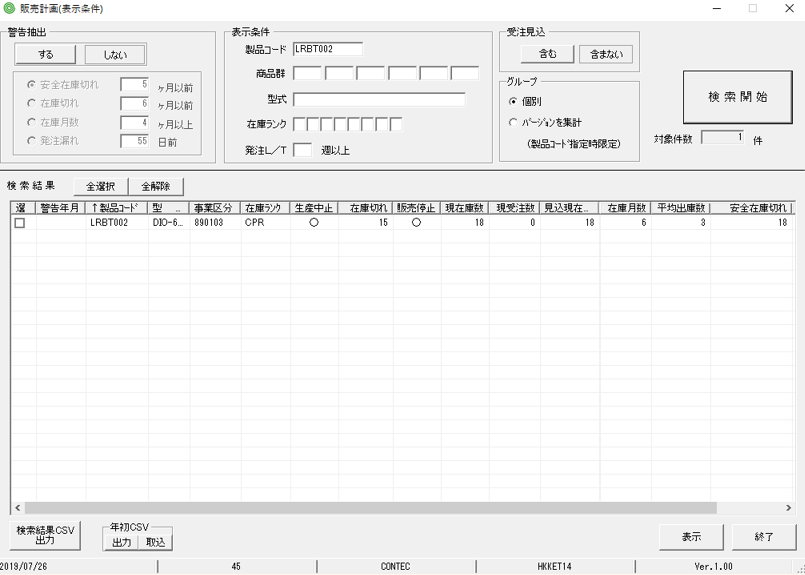 販売計画(表示条件)
警告抽出
する しない
安全在庫切れ 5 ヶ月以前
在庫切れ 6 ヶ月以前
在庫月数 4 ヶ月以上
発注漏れ 55 日前
表示条件
製品コード LRBT002
商品群
型式
在庫ランク
発注L/T 週以上
受注見込
含む 含まない
グループ
個別
バージョンを集計
(製品コード指定時限定)
検索開始
対象件数 1 件
検索結果 全選択 全解除
選 警告年月 ↑製品コード 型 .. 事業区分 在庫ランク 生産中止 在庫切れ 販売停止 現在庫数 現受注数 見込現在.. 在庫月数 平均出庫数 安全在庫切れ
LRBT002 DIO-6... 890103 CPR ○ 15 ○ 18 0 18 6 3 18
検索結果CSV
出力
年初CSV
出力 取込
表示 終了
2019/07/26 45 CONTEC HKKET14 Ver.1.00